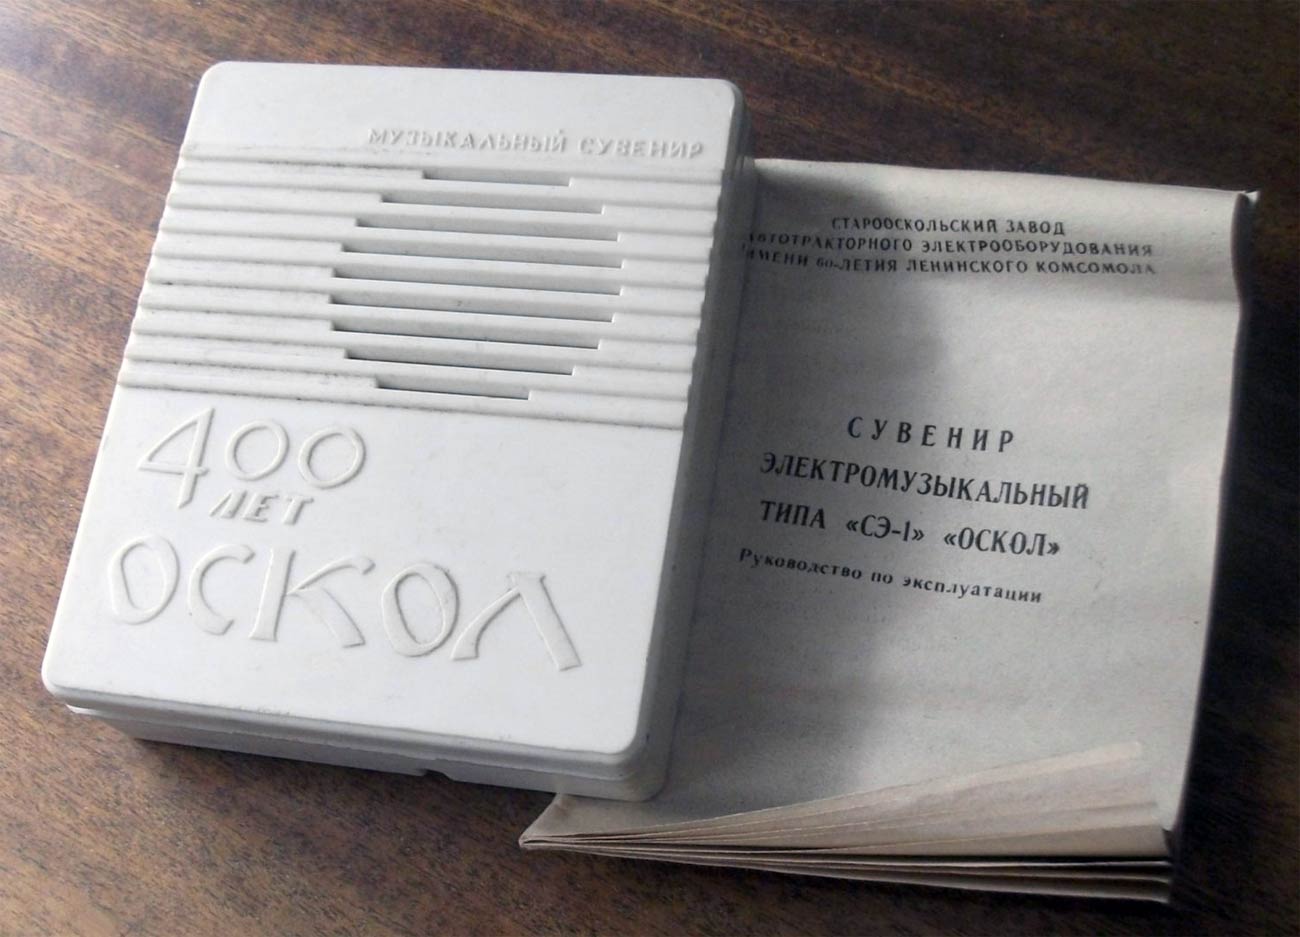 МУЗЫКАЛЬНЫЙ СУВЕНИР
400
ЛЕТ
ОСКОЛ
СТАРООСКОЛЬСКИЙ ЗАВОД
АВТОТРАКТОРНОГО ЭЛЕКТРООБОРУДОВАНИЯ
ИМЕНИ 60-ЛЕТИЯ ЛЕНИНСКОГО КОМСОМОЛА
СУВЕНИР
ЭЛЕКТРОМУЗЫКАЛЬНЫЙ
ТИПА «СЭ-1» «ОСКОЛ»
Руководство по эксплуатации